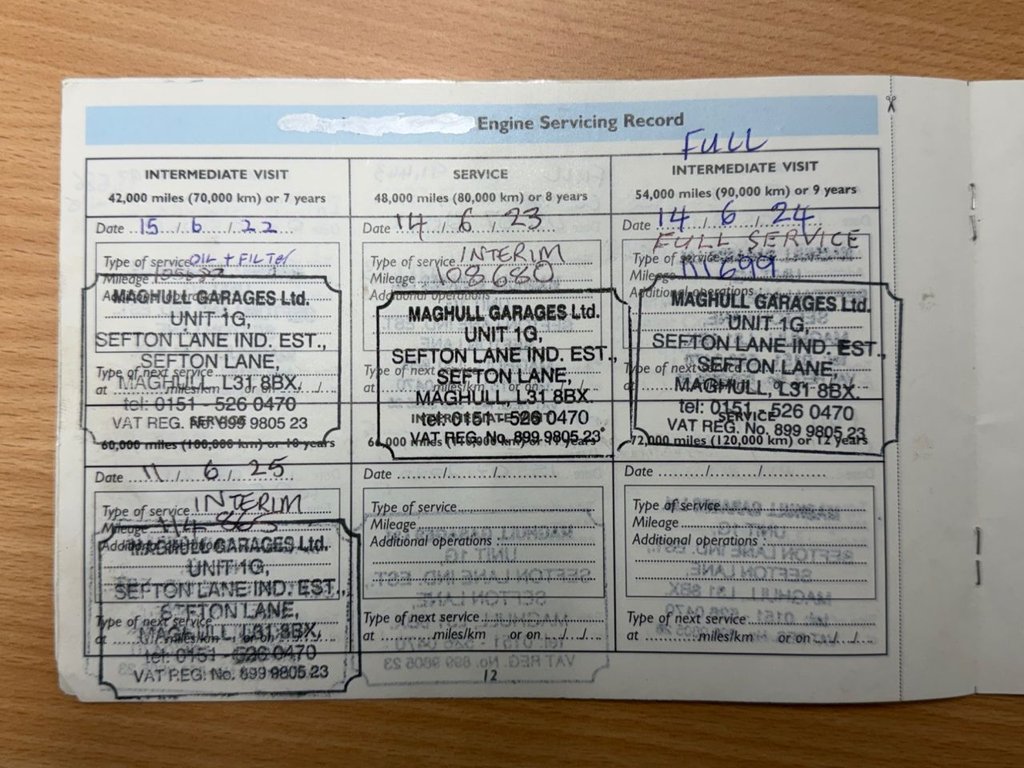 Engine Servicing Record
FULL
INTERMEDIATE VISIT
42,000 miles (70,000 km) or 7 years
Date 15 / 6 / 22
Type of service OIL + FILTER
Mileage
MAGHULL GARAGES Ltd.
UNIT 1G,
SEFTON LANE IND. EST.,
SEFTON LANE,
MAGHULL, L31 8BX.
tel: 0151 - 526 0470
VAT REG. No. 899 9805 23
Type of next service
at miles/km or on
SERVICE
48,000 miles (80,000 km) or 8 years
Date 14 / 6 / 23
Type of service INTERIM
Mileage 108680
Additional operations
MAGHULL GARAGES Ltd.
UNIT 1G,
SEFTON LANE IND. EST.,
SEFTON LANE,
MAGHULL, L31 8BX.
tel: 0151 - 526 0470
VAT REG. No. 899 9805 23
INTERMEDIATE VISIT
54,000 miles (90,000 km) or 9 years
Date 14 / 6 / 24
FULL SERVICE
Type of service
Mileage 111699
Additional operations :
MAGHULL GARAGES Ltd.
UNIT 1G,
SEFTON LANE IND. EST.,
SEFTON LANE,
MAGHULL, L31 8BX.
tel: 0151 - 526 0470
VAT REG. No. 899 9805 23
SERVICE
60,000 miles (100,000 km) or 10 years
Date 11 / 6 / 25
Type of service INTERIM
Mileage
MAGHULL GARAGES Ltd.
UNIT 1G,
SEFTON LANE IND. EST.,
SEFTON LANE,
MAGHULL, L31 8BX.
tel: 0151 - 526 0470
VAT REG. No. 899 9805 23
Type of next service
at miles/km
Date ......./......./.......
Type of service
Mileage
Additional operations :
Type of next service
at ............ miles/km or on .../.../...
SERVICE
72,000 miles (120,000 km) or 12 years
Date ......./......./.......
Type of service
Mileage
Additional operations :
Type of next service
at ............ miles/km or on .../.../...
12